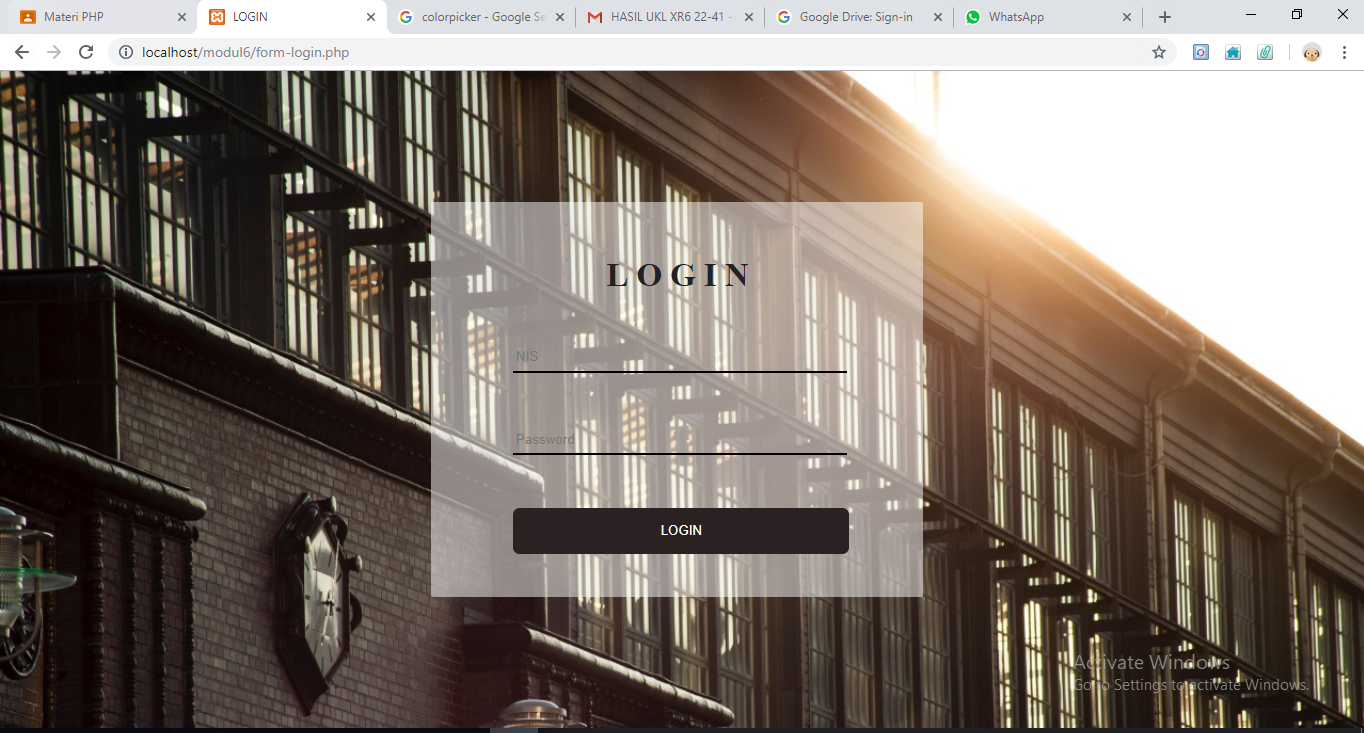 Materi PHP
LOGIN
colorpicker - Google Se
HASIL UKL XR6 22-41 -
Google Drive: Sign-in
WhatsApp
localhost/modul6/form-login.php
LOGIN
NIS
Password
LOGIN
Activate Windows
Go to Settings to activate Windows.